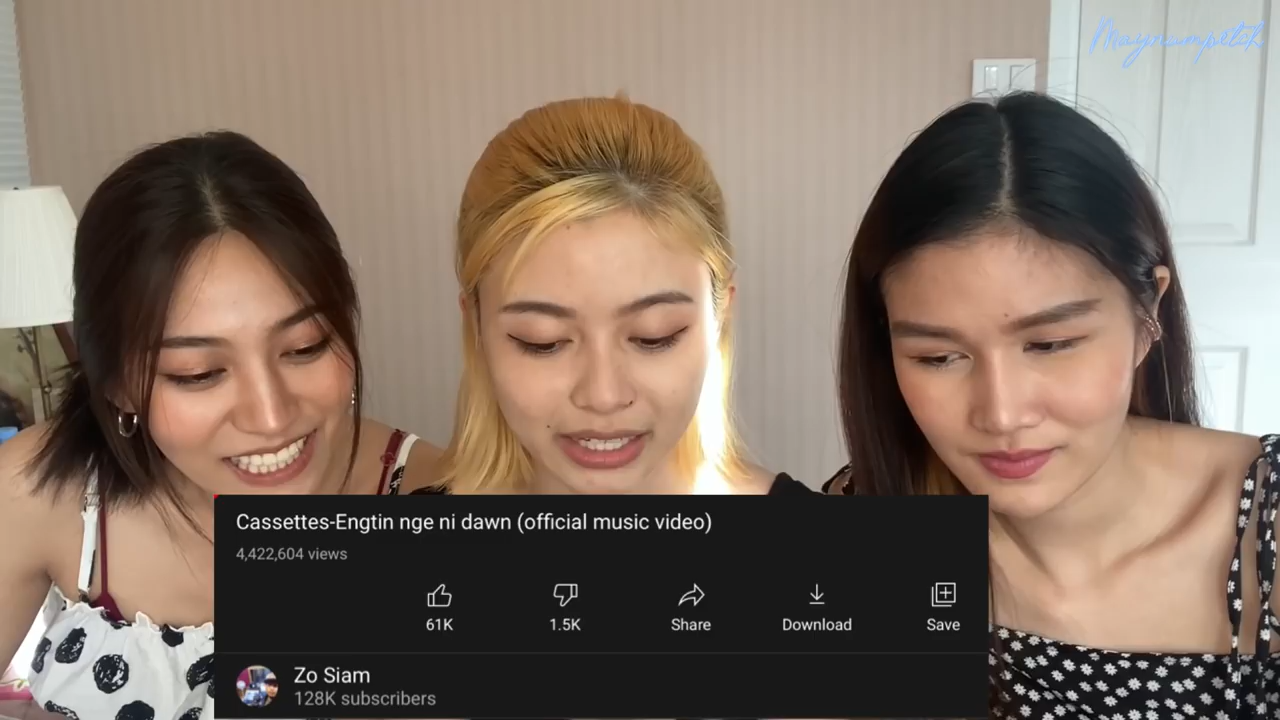 Maynampetch
Cassettes-Engtin nge ni dawn (official music video)
4,422,604 views
61K
1.5K
Share
Download
Save
Zo Siam
128K subscribers